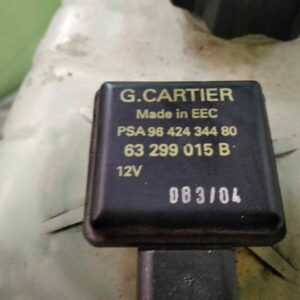 G.CARTIER
Made in EEC
PSA 96 424 344 80
63 299 015 B
12V
083/04